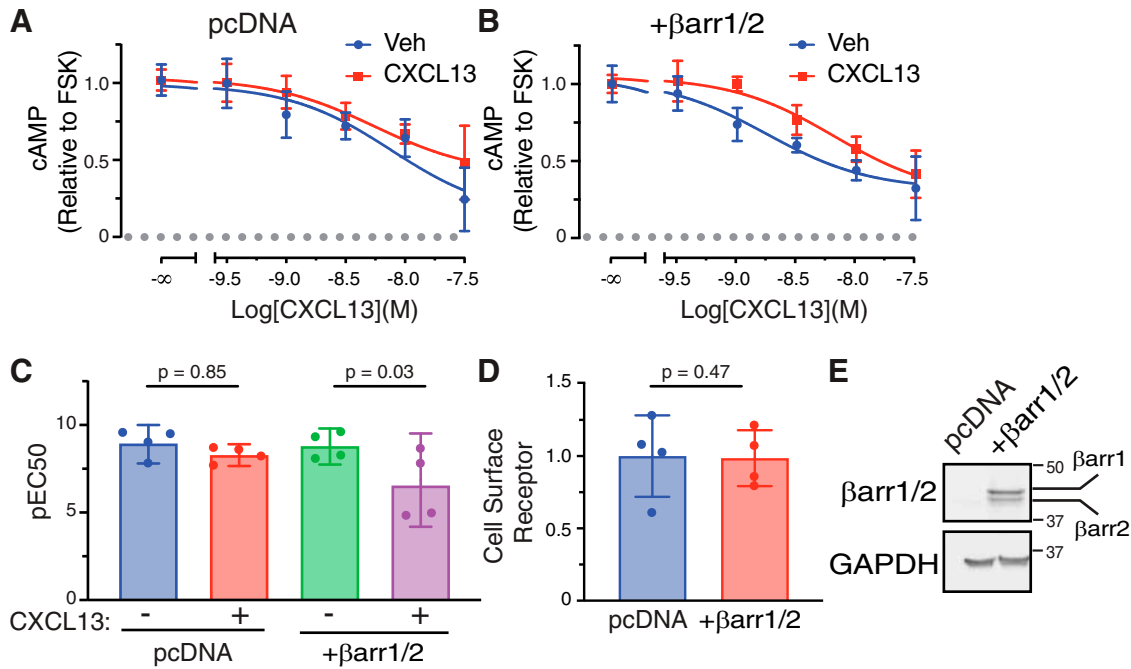 A
pcDNA
Veh
CXCL13
cAMP
(Relative to FSK)
1.0
0.5
0
-∞
-9.5
-9.0
-8.5
-8.0
-7.5
Log[CXCL13](M)
B
+βarr1/2
Veh
CXCL13
cAMP
(Relative to FSK)
1.0
0.5
0
-∞
-9.5
-9.0
-8.5
-8.0
-7.5
Log[CXCL13](M)
C
p = 0.85
p = 0.03
pEC50
10
5
0
CXCL13:
-
+
-
+
pcDNA
+βarr1/2
D
p = 0.47
Cell Surface
Receptor
1.5
1.0
0.5
0
pcDNA
+βarr1/2
E
pcDNA
+βarr1/2
βarr1/2
50
37
βarr1
βarr2
GAPDH
37